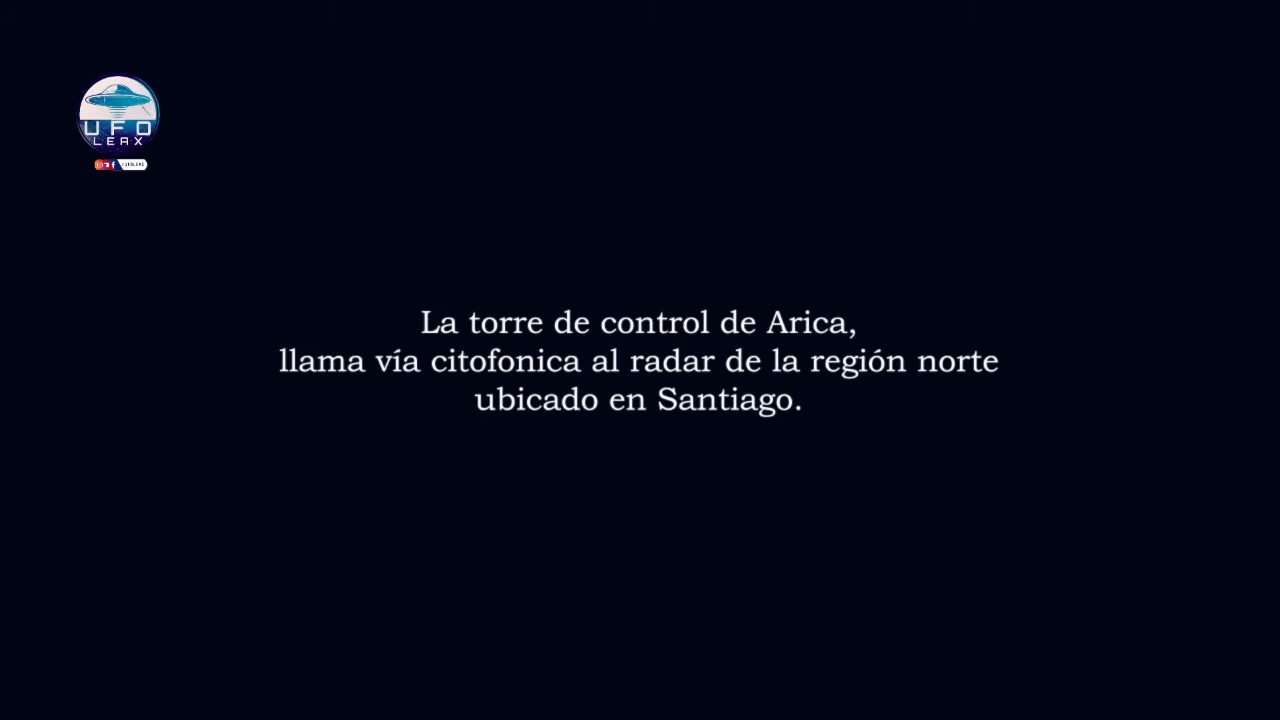 UFO
LEAX
La torre de control de Arica,
llama vía citofonica al radar de la región norte
ubicado en Santiago.